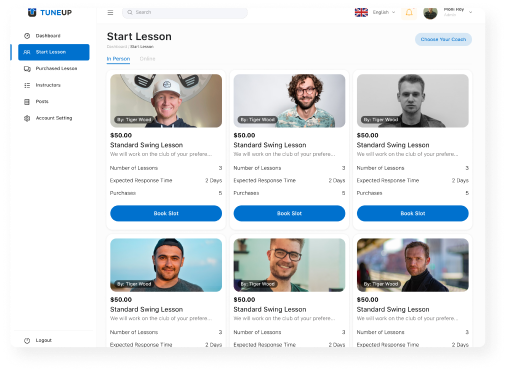 TUNEUP
Search
English
Moni Roy
Admin
Dashboard
Start Lesson
Purchased Lesson
Instructors
Posts
Account Setting
Logout
Start Lesson
Dashboard / Start Lesson
Choose Your Coach
In Person
Online
By: Tiger Wood
$50.00
Standard Swing Lesson
We will work on the club of your prefere...
Number of Lessons 3
Expected Response Time 2 Days
Purchases 5
Book Slot
By: Tiger Wood
$50.00
Standard Swing Lesson
We will work on the club of your prefere...
Number of Lessons 3
Expected Response Time 2 Days
Purchases 5
Book Slot
By: Tiger Wood
$50.00
Standard Swing Lesson
We will work on the club of your prefere...
Number of Lessons 3
Expected Response Time 2 Days
Purchases 5
Book Slot
By: Tiger Wood
$50.00
Standard Swing Lesson
We will work on the club of your prefere...
Number of Lessons 3
Expected Response Time 2 Days
By: Tiger Wood
$50.00
Standard Swing Lesson
We will work on the club of your prefere...
Number of Lessons 3
Expected Response Time 2 Days
By: Tiger Wood
$50.00
Standard Swing Lesson
We will work on the club of your prefere...
Number of Lessons 3
Expected Response Time 2 Days